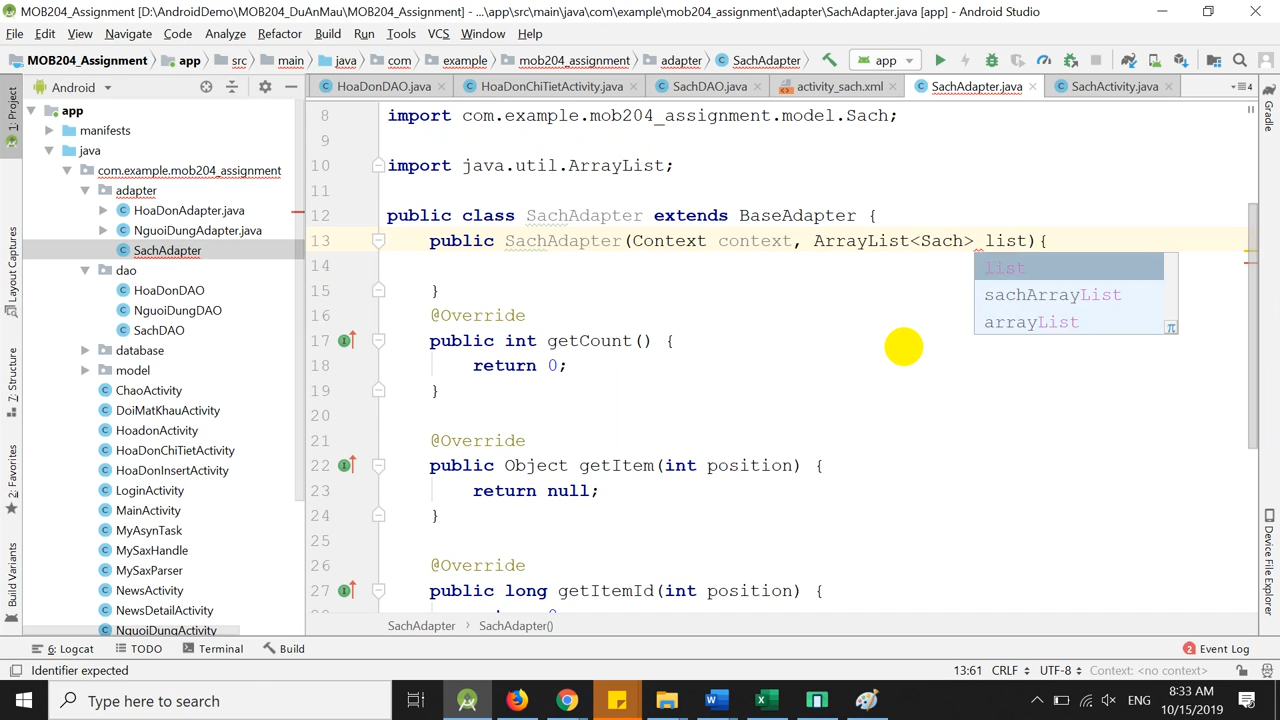 MOB204_Assignment [D:\AndroidDemo\MOB204_DuAnMau\MOB204_Assignment] - ...\app\src\main\java\com\example\mob204_assignment\adapter\SachAdapter.java [app] - Android Studio
File Edit View Navigate Code Analyze Refactor Build Run Tools VCS Window Help
MOB204_Assignment app src main java com example mob204_assignment adapter SachAdapter app
Android HoaDonDAO.java HoaDonChiTietActivity.java SachDAO.java activity_sach.xml SachAdapter.java SachActivity.java
1: Project
Layout Captures
7: Structure
2: Favorites
Build Variants
app
manifests
java
com.example.mob204_assignment
adapter
HoaDonAdapter.java
NguoiDungAdapter.java
SachAdapter
dao
HoaDonDAO
NguoiDungDAO
SachDAO
database
model
ChaoActivity
DoiMatKhauActivity
HoadonActivity
HoaDonChiTietActivity
HoaDonInsertActivity
LoginActivity
MainActivity
MyAsynTask
MySaxHandle
MySaxParser
NewsActivity
NewsDetailActivity
NguoiDungActivity
8 import com.example.mob204_assignment.model.Sach;
9
10 import java.util.ArrayList;
11
12 public class SachAdapter extends BaseAdapter {
13 public SachAdapter(Context context, ArrayList<Sach> list){
14
15 }
16 @Override
17 public int getCount() {
18 return 0;
19 }
20
21 @Override
22 public Object getItem(int position) {
23 return null;
24 }
25
26 @Override
27 public long getItemId(int position) {
list
sachArrayList
arrayList
π
SachAdapter SachAdapter()
Gradle
Device File Explorer
6: Logcat TODO Terminal Build 2 Event Log
Identifier expected 13:61 CRLF UTF-8 Context: <no context>
Type here to search ENG 8:33 AM
10/15/2019